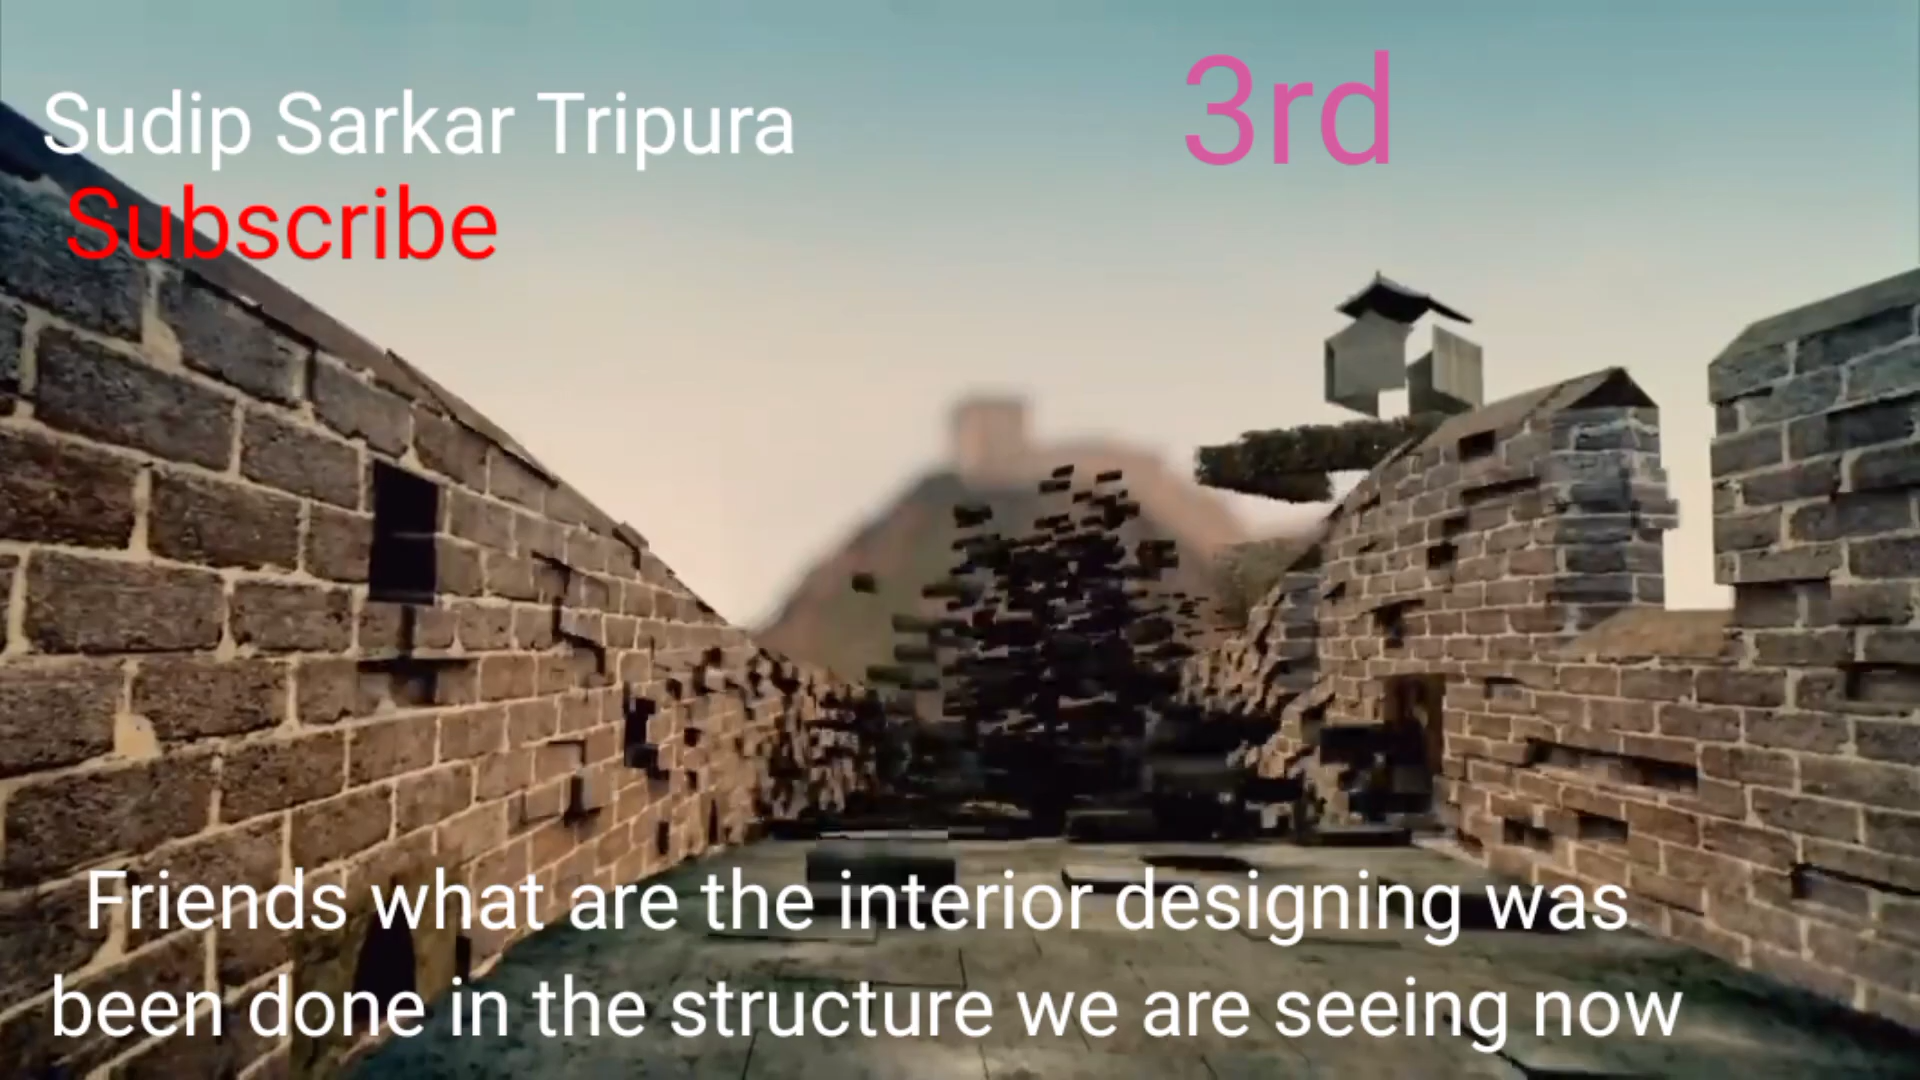 Sudip Sarkar Tripura
3rd
Subscribe
Friends what are the interior designing was
been done in the structure we are seeing now